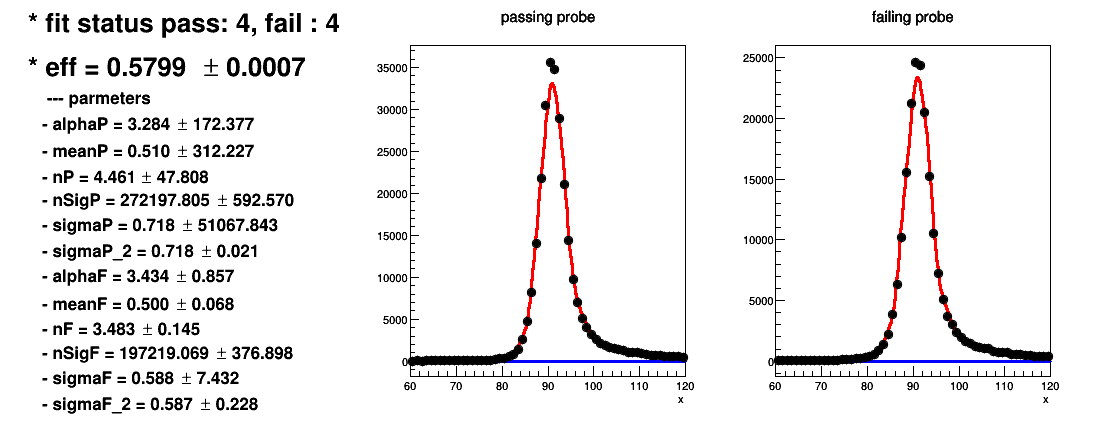 * fit status pass: 4, fail : 4
* eff = 0.5799 ± 0.0007
--- parmeters
- alphaP = 3.284 ± 172.377
- meanP = 0.510 ± 312.227
- nP = 4.461 ± 47.808
- nSigP = 272197.805 ± 592.570
- sigmaP = 0.718 ± 51067.843
- sigmaP_2 = 0.718 ± 0.021
- alphaF = 3.434 ± 0.857
- meanF = 0.500 ± 0.068
- nF = 3.483 ± 0.145
- nSigF = 197219.069 ± 376.898
- sigmaF = 0.588 ± 7.432
- sigmaF_2 = 0.587 ± 0.228
passing probe
35000
30000
25000
20000
15000
10000
5000
0
60 70 80 90 100 110 120
x
failing probe
25000
20000
15000
10000
5000
0
60 70 80 90 100 110 120
x